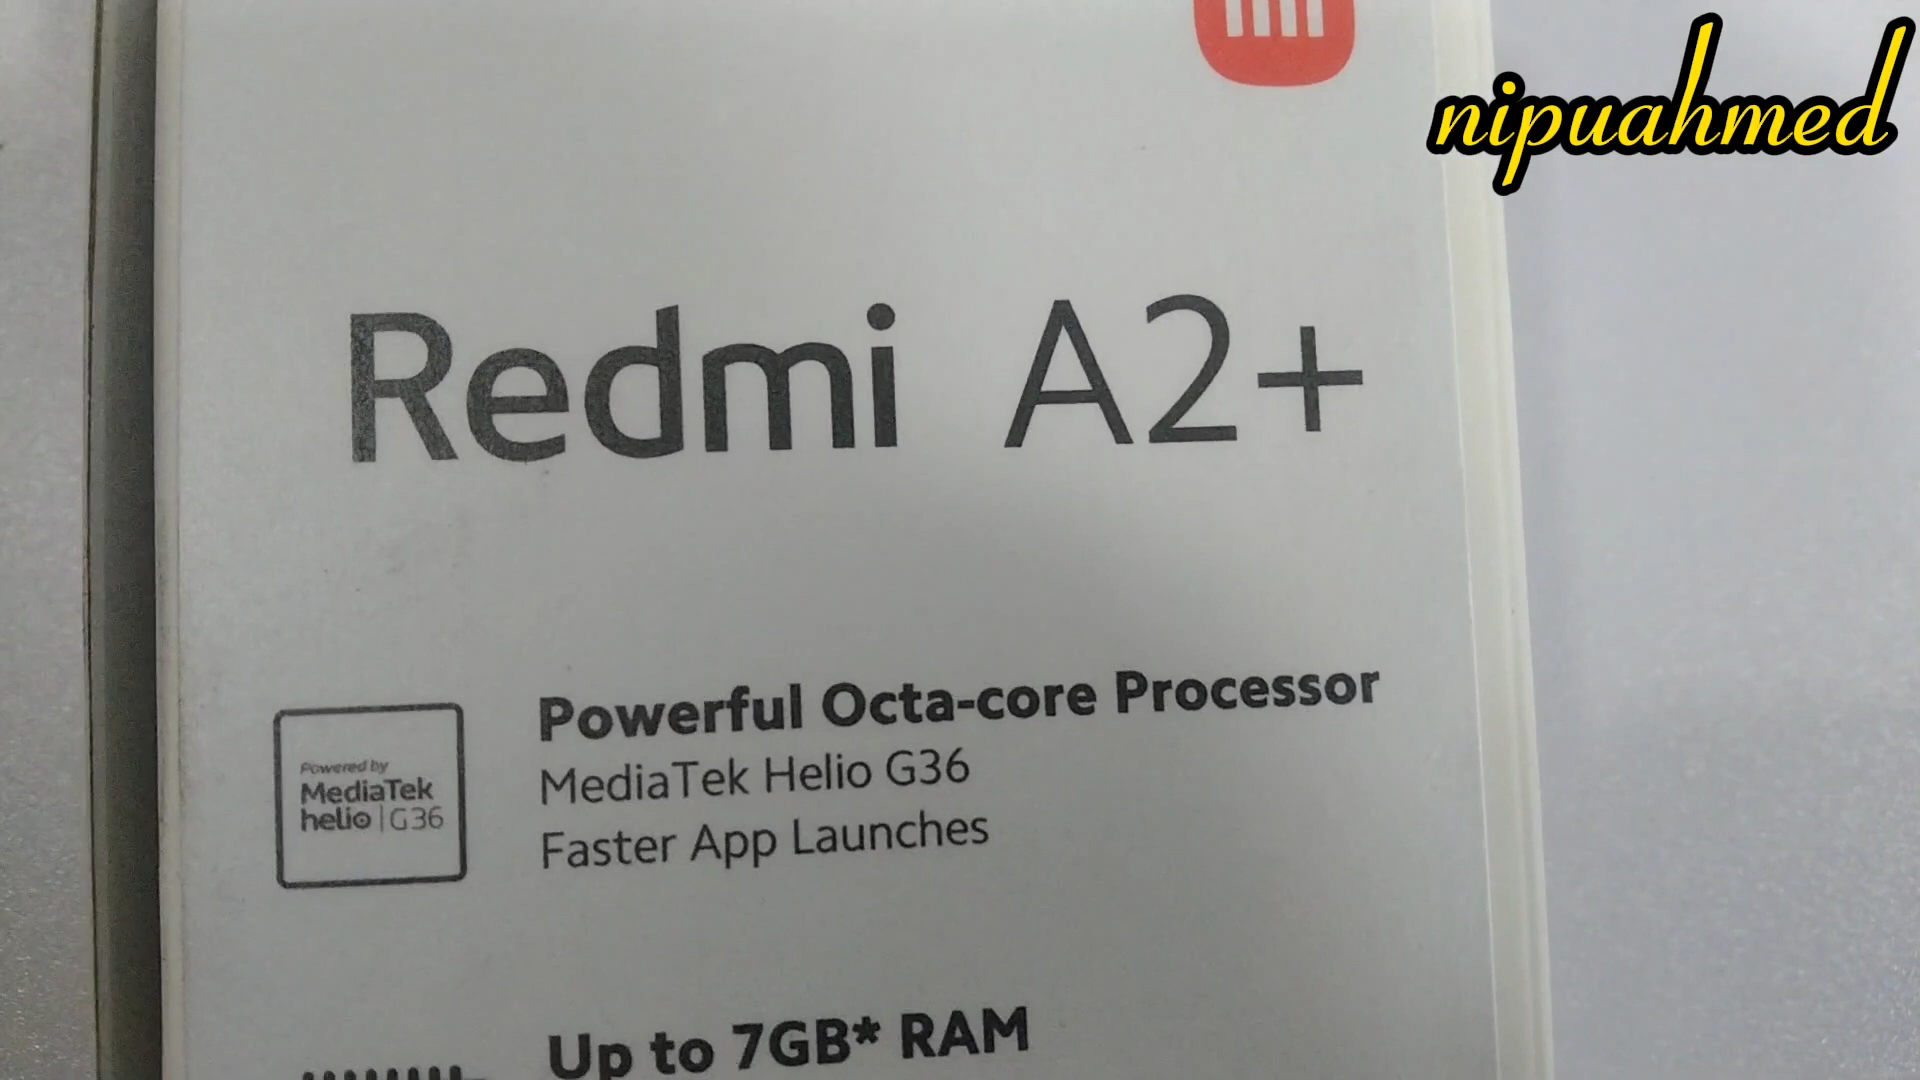 nipuahmed
Redmi A2+
Powerful Octa-core Processor
MediaTek Helio G36
Faster App Launches
Powered by
MediaTek
helio | G36
Up to 7GB* RAM